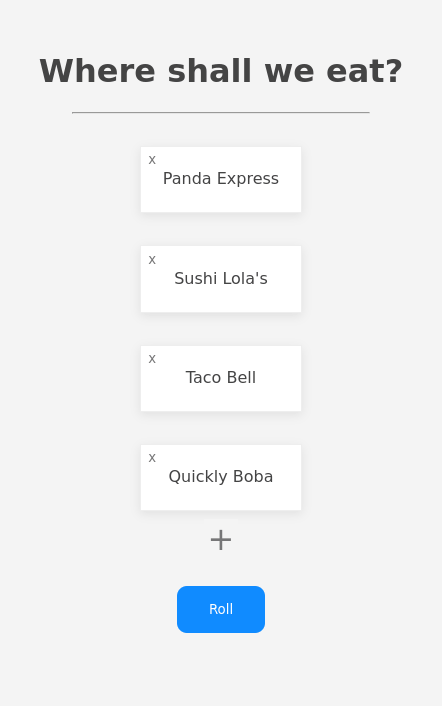 Where shall we eat?
x
Panda Express
x
Sushi Lola's
x
Taco Bell
x
Quickly Boba
+
Roll